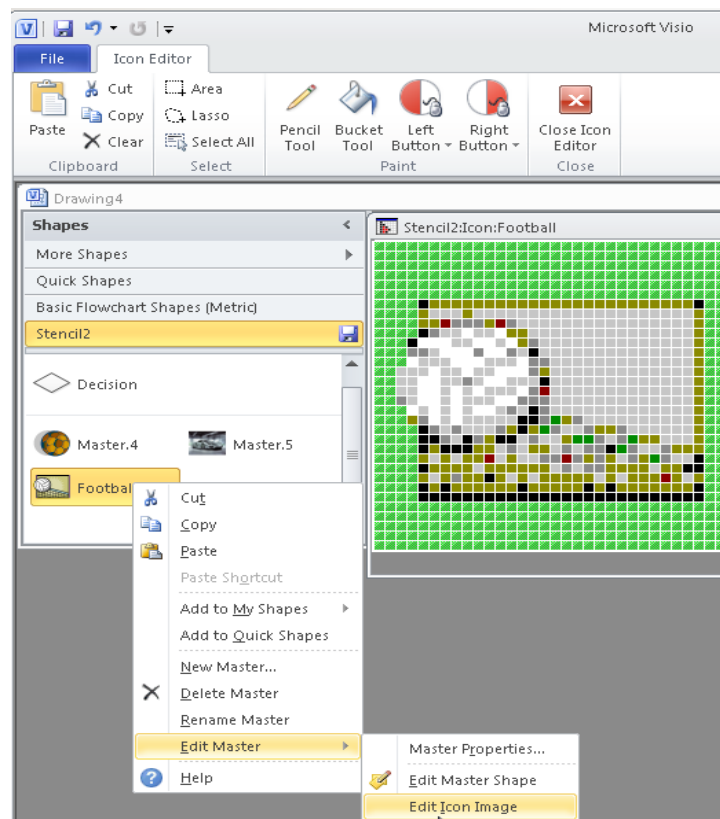 Microsoft Visio
File Icon Editor
Paste Cut Copy Clear
Area Lasso Select All
Pencil Tool Bucket Tool Left Button Right Button
Close Icon Editor
Clipboard Select Paint Close
Drawing4
Shapes
Stencil2:Icon:Football
More Shapes
Quick Shapes
Basic Flowchart Shapes (Metric)
Stencil2
Decision
Master.4 Master.5
Footbal
Cut
Copy
Paste
Paste Shortcut
Add to My Shapes
Add to Quick Shapes
New Master...
Delete Master
Rename Master
Edit Master
Help
Master Properties...
Edit Master Shape
Edit Icon Image